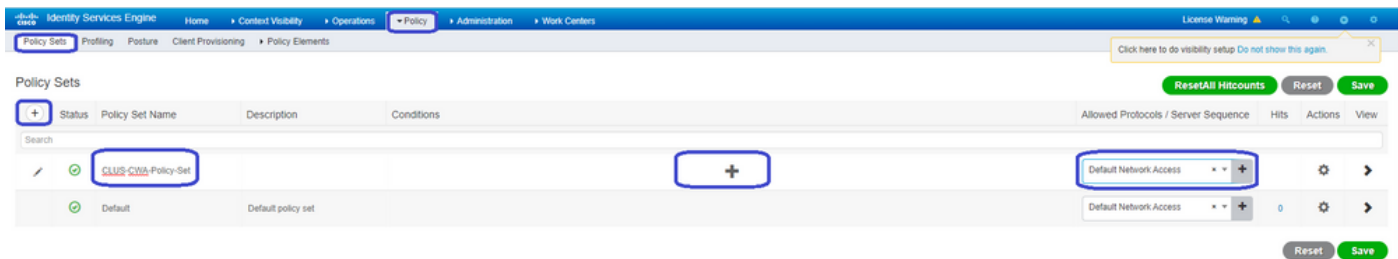 cisco Identity Services Engine Home Context Visibility Operations Policy Administration Work Centers License Warning
Policy Sets Profiling Posture Client Provisioning Policy Elements
Click here to do visibility setup Do not show this again.
Policy Sets
ResetAll Hitcounts Reset Save
+ Status Policy Set Name Description Conditions Allowed Protocols / Server Sequence Hits Actions View
Search
CLUS-CWA-Policy-Set + Default Network Access × +
Default Default policy set Default Network Access × + 0
Reset Save